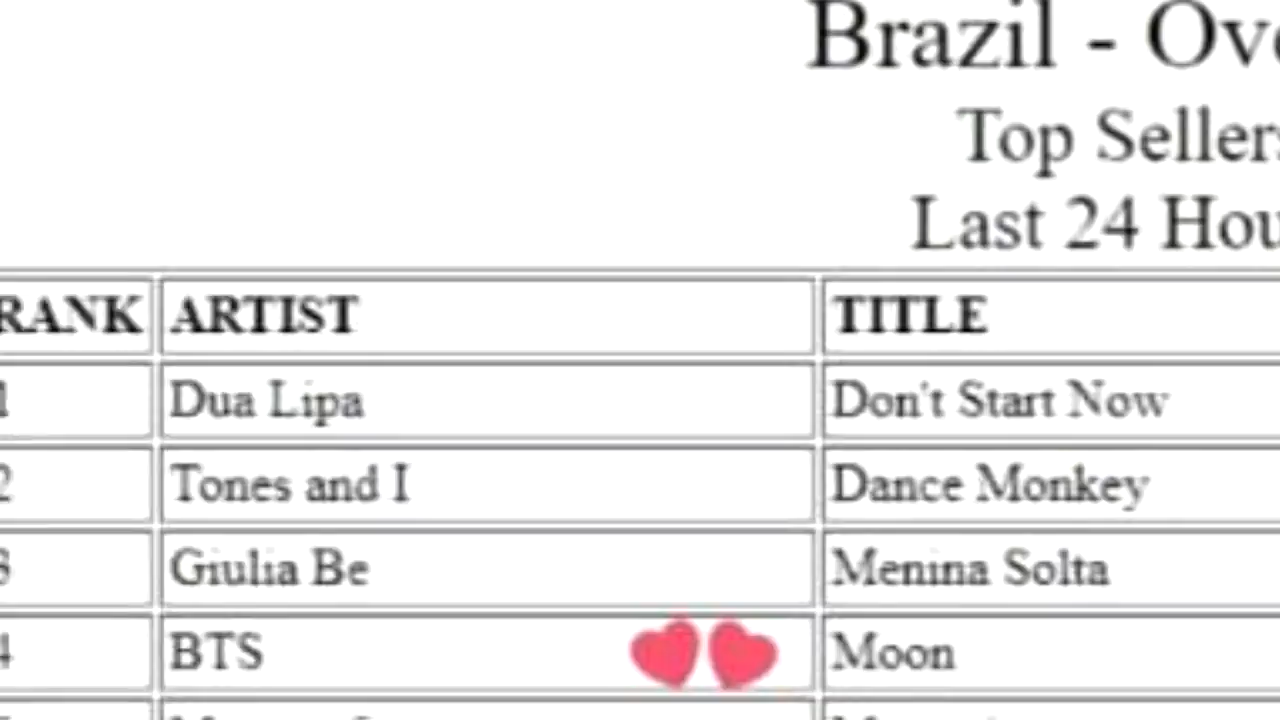 Brazil - Ov
Top Sellers
Last 24 Hou
RANK ARTIST TITLE
1 Dua Lipa Don't Start Now
2 Tones and I Dance Monkey
3 Giulia Be Menina Solta
4 BTS Moon